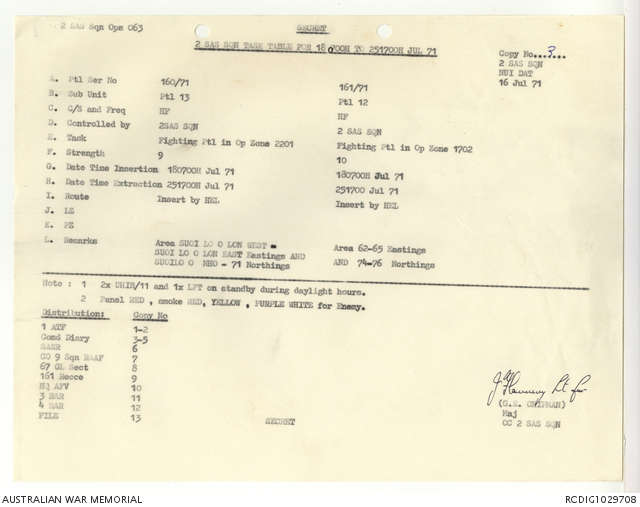 2 SAS Sqn Ops 063
SECRET
2 SAS SQN TASK TABLE FOR 180700H TO 251700H JUL 71
Copy No...3...
2 SAS SQN
NUI DAT
16 Jul 71
A. Ptl Ser No 160/71 161/71
B. Sub Unit Ptl 13 Ptl 12
C. C/S and Freq HF HF
D. Controlled by 2SAS SQN 2 SAS SQN
E. Task Fighting Ptl in Op Zone 2201 Fighting Ptl in Op Zone 1702
F. Strength 9 10
G. Date Time Insertion 180700H Jul 71 180700H Jul 71
H. Date Time Extraction 251700H Jul 71 251700 Jul 71
I. Route Insert by HEL Insert by HEL
J. LZ
K. PZ
L. Remarks Area SUOI LO O LON WEST - Area 62-65 Eastings
SUOI LO O LON EAST Eastings AND
SUOILO O NHO - 71 Northings AND 74-76 Northings
Note : 1 2x UHIR/11 and 1x LFT on standby during daylight hours.
2 Panel RED , smoke RED, YELLOW , PURPLE WHITE for Enemy.
Distribution: Copy No
1 ATF 1-2
Comd Diary 3-5
SASR 6
CO 9 Sqn RAAF 7
67 GL Sect 8
161 Recce 9
HQ AFV 10
3 RAR 11
4 RAR 12
FILE 13
SECRET
Lt for
(G.R. CHIPMAN)
Maj
OC 2 SAS SQN
AUSTRALIAN WAR MEMORIAL
RCDIG1029708